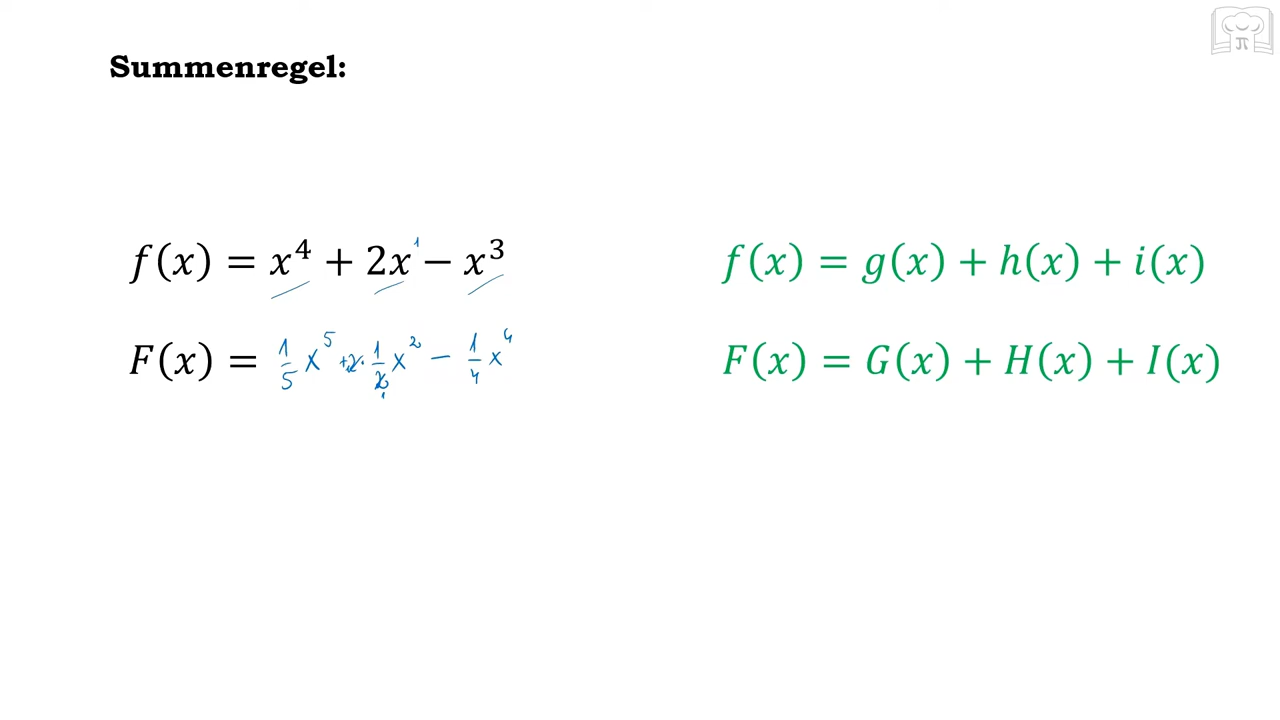 Summenregel:
f(x) = x⁴ + 2x¹ − x³
f(x) = g(x) + h(x) + i(x)
F(x) = 1/5 x⁵ + 2 · 1/2 x² − 1/4 x⁴
F(x) = G(x) + H(x) + I(x)
π